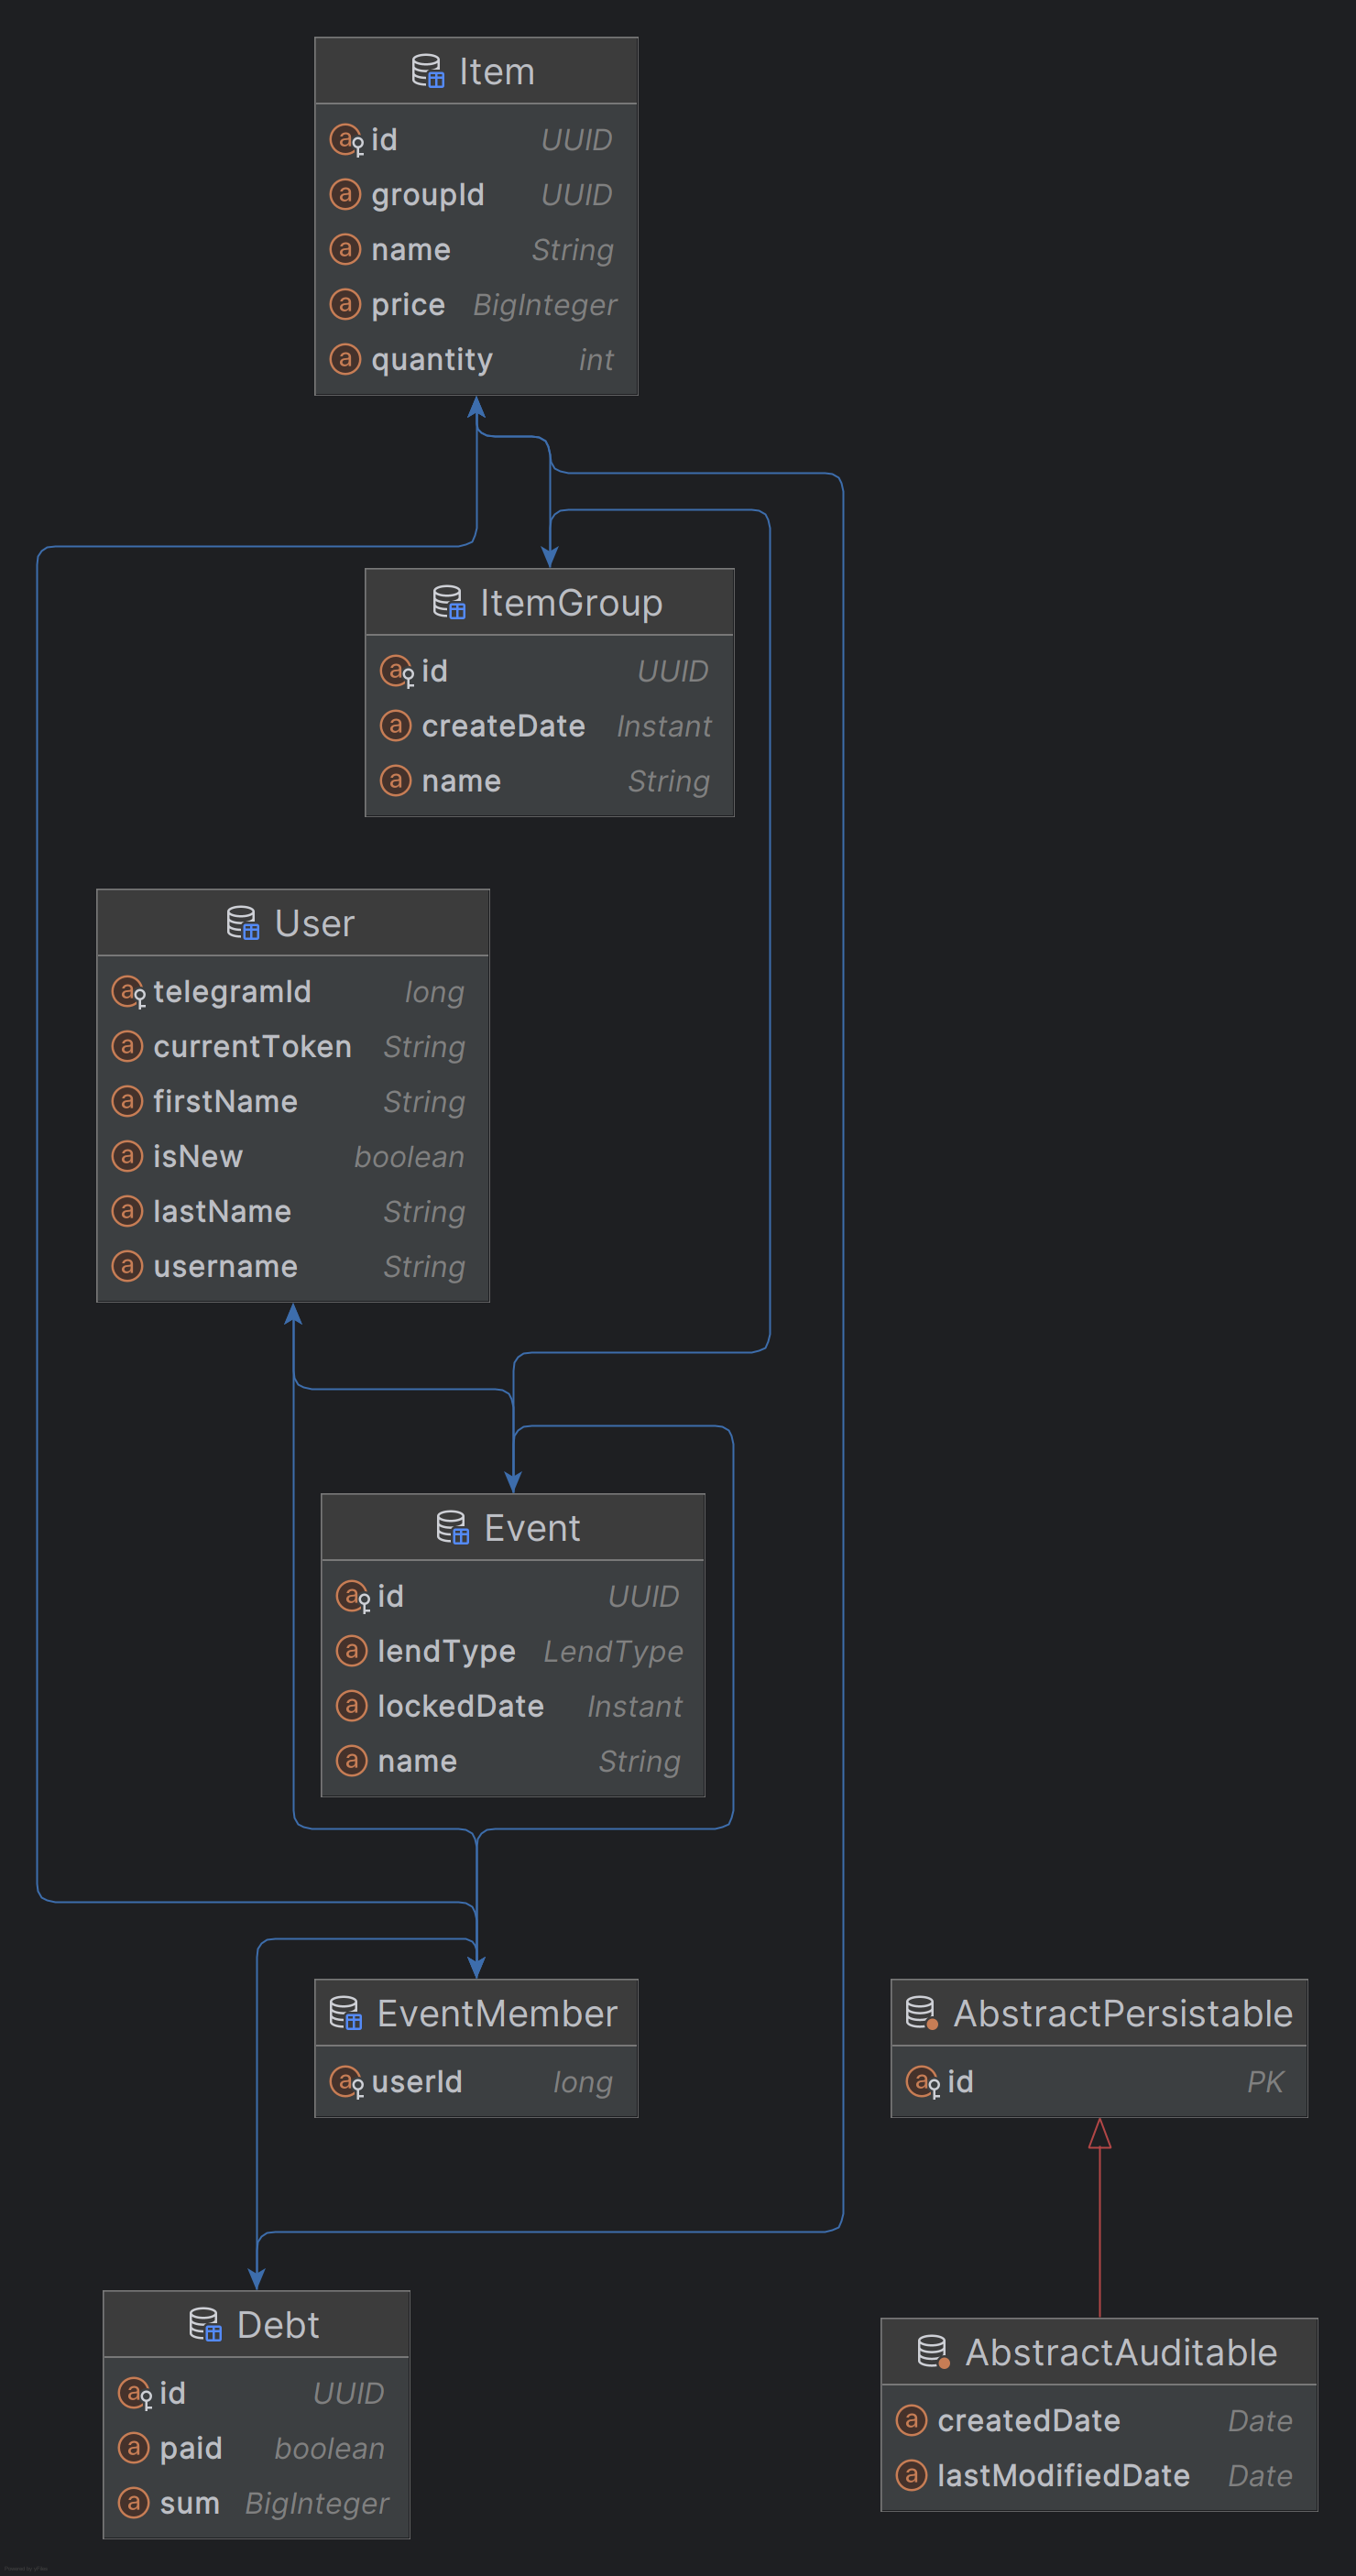 Item
id UUID
groupId UUID
name String
price BigInteger
quantity int
ItemGroup
id UUID
createDate Instant
name String
User
telegramId long
currentToken String
firstName String
isNew boolean
lastName String
username String
Event
id UUID
lendType LendType
lockedDate Instant
name String
EventMember
userId long
AbstractPersistable
id PK
Debt
id UUID
paid boolean
sum BigInteger
AbstractAuditable
createdDate Date
lastModifiedDate Date
Powered by yFiles